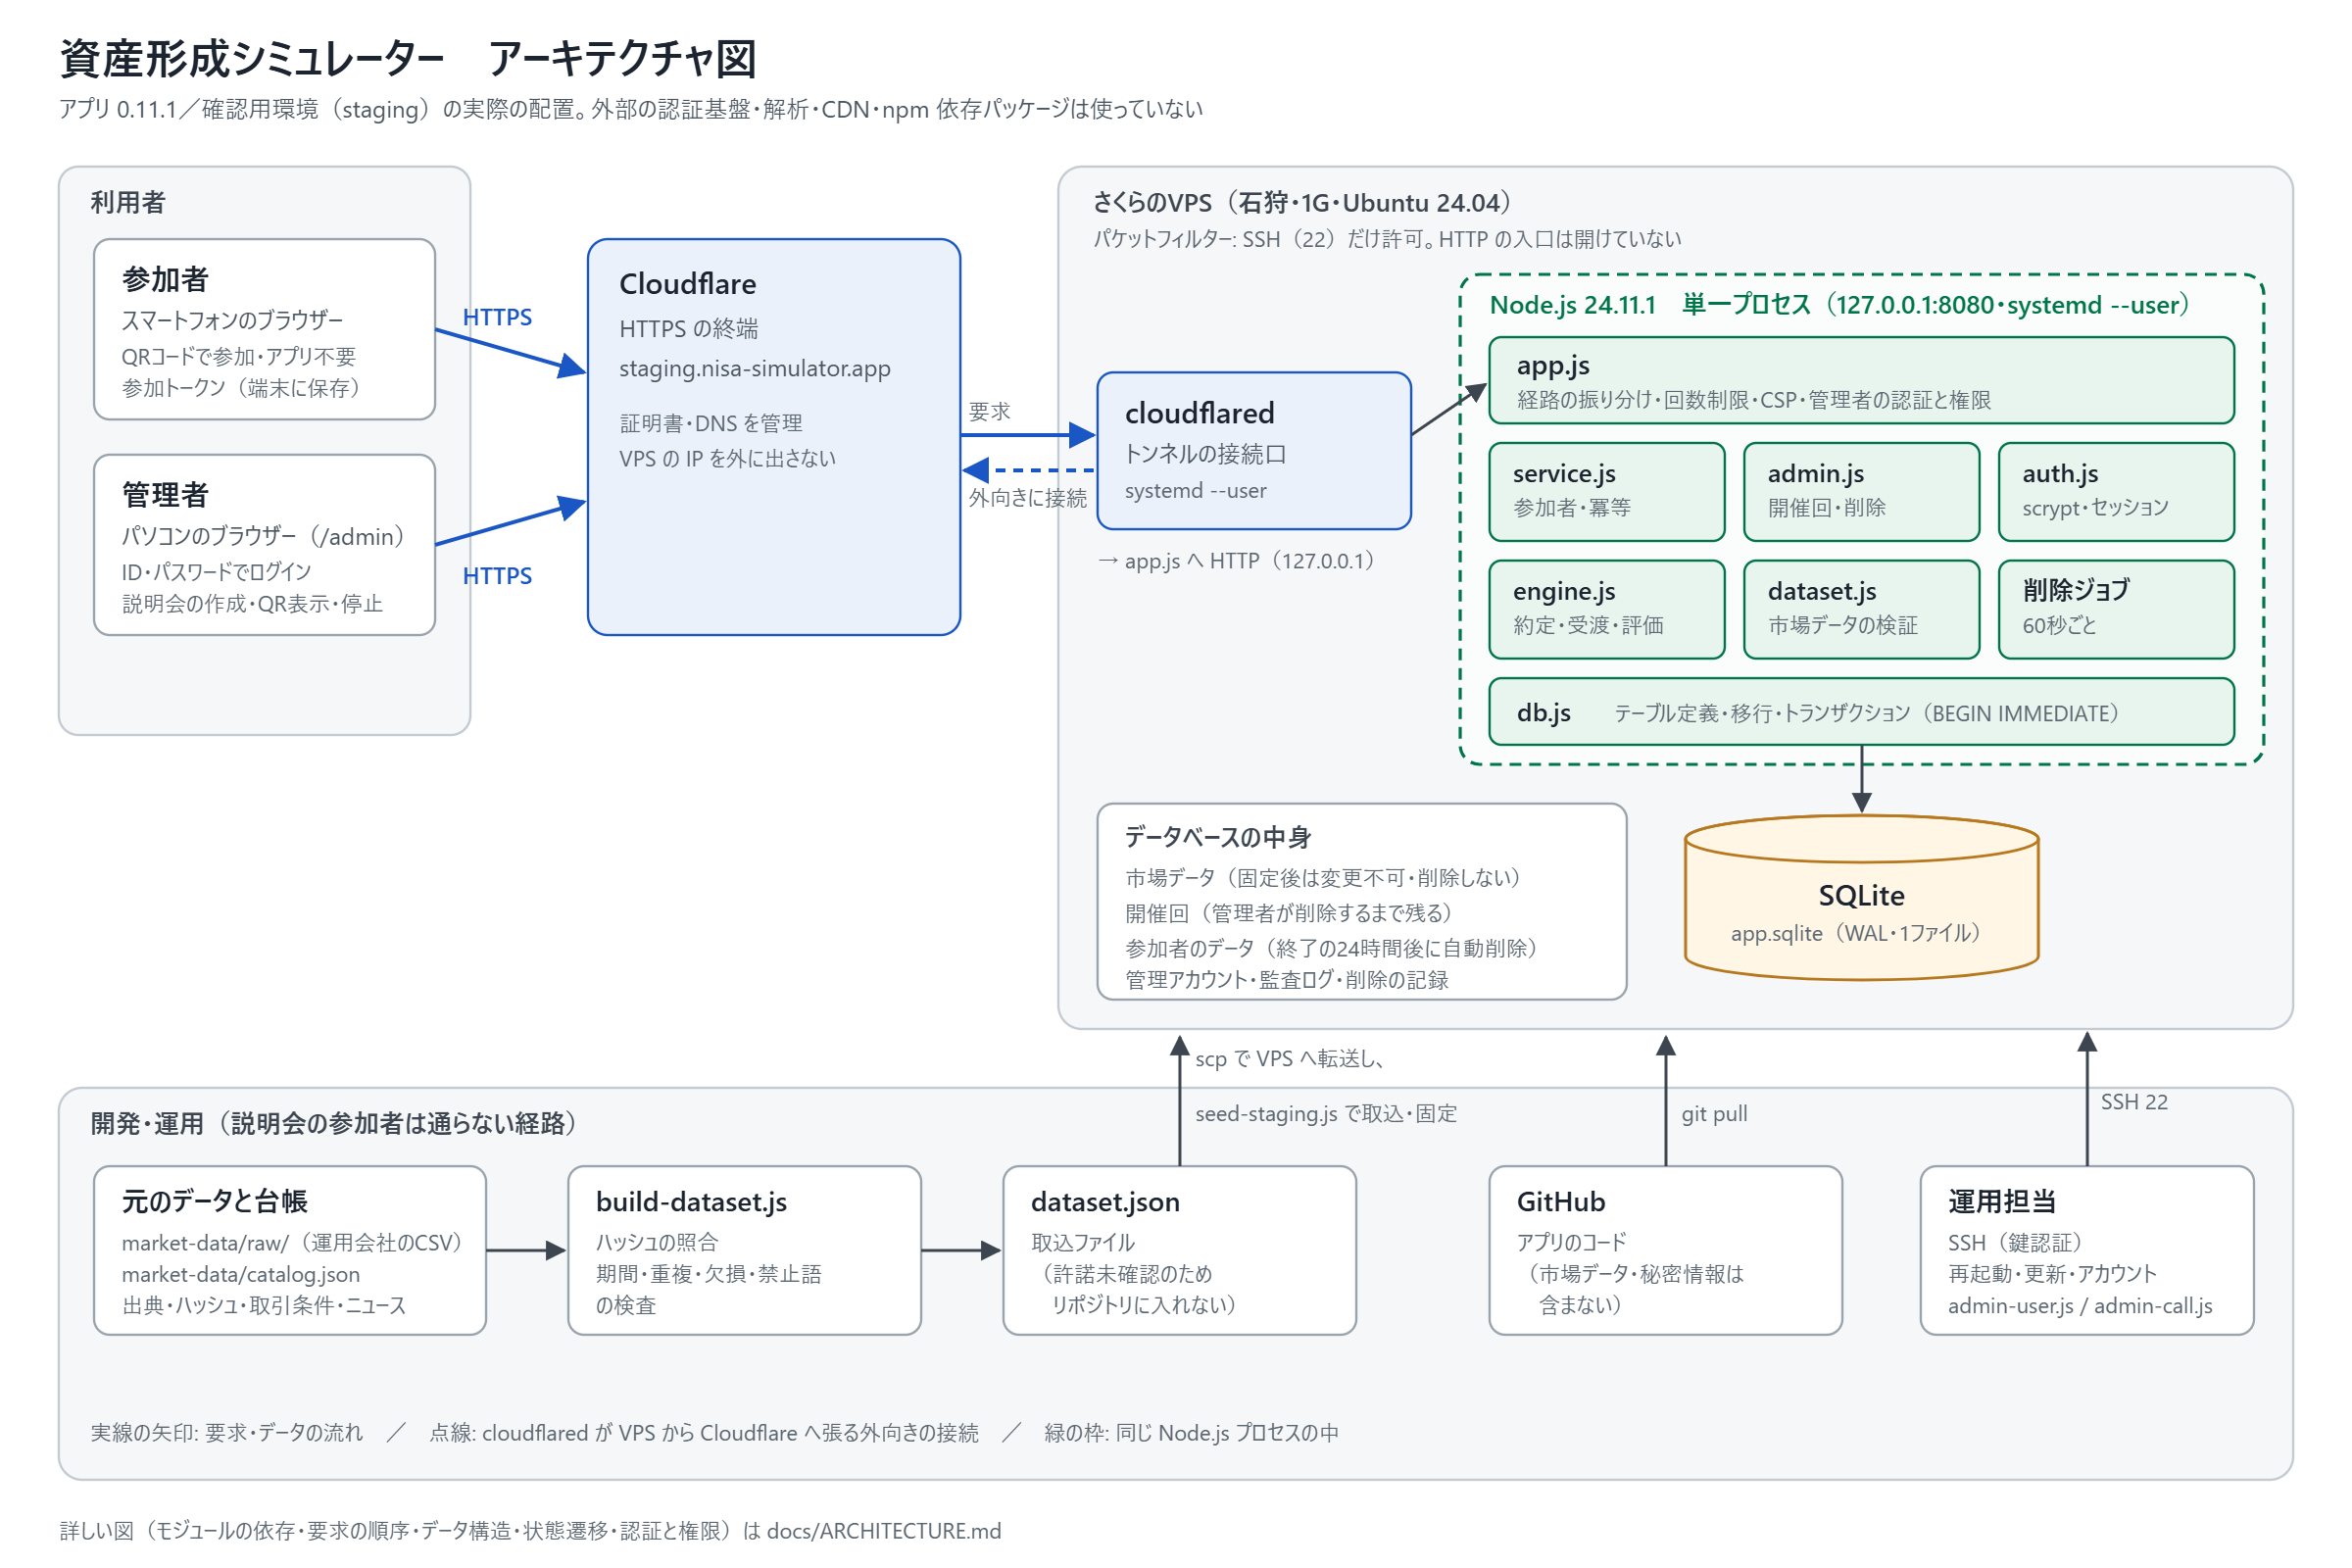 資産形成シミュレーター　アーキテクチャ図
アプリ 0.11.1／確認用環境（staging）の実際の配置。外部の認証基盤・解析・CDN・npm 依存パッケージは使っていない
利用者
参加者
スマートフォンのブラウザー
QRコードで参加・アプリ不要
参加トークン（端末に保存）
管理者
パソコンのブラウザー（/admin）
ID・パスワードでログイン
説明会の作成・QR表示・停止
HTTPS
HTTPS
Cloudflare
HTTPS の終端
staging.nisa-simulator.app
証明書・DNS を管理
VPS の IP を外に出さない
要求
外向きに接続
さくらのVPS（石狩・1G・Ubuntu 24.04）
パケットフィルター: SSH（22）だけ許可。HTTP の入口は開けていない
cloudflared
トンネルの接続口
systemd --user
→ app.js へ HTTP（127.0.0.1）
Node.js 24.11.1　単一プロセス（127.0.0.1:8080・systemd --user）
app.js
経路の振り分け・回数制限・CSP・管理者の認証と権限
service.js
参加者・冪等
admin.js
開催回・削除
auth.js
scrypt・セッション
engine.js
約定・受渡・評価
dataset.js
市場データの検証
削除ジョブ
60秒ごと
db.js　テーブル定義・移行・トランザクション（BEGIN IMMEDIATE）
データベースの中身
市場データ（固定後は変更不可・削除しない）
開催回（管理者が削除するまで残る）
参加者のデータ（終了の24時間後に自動削除）
管理アカウント・監査ログ・削除の記録
SQLite
app.sqlite（WAL・1ファイル）
scp で VPS へ転送し、
seed-staging.js で取込・固定
git pull
SSH 22
開発・運用（説明会の参加者は通らない経路）
元のデータと台帳
market-data/raw/（運用会社のCSV）
market-data/catalog.json
出典・ハッシュ・取引条件・ニュース
build-dataset.js
ハッシュの照合
期間・重複・欠損・禁止語
の検査
dataset.json
取込ファイル
（許諾未確認のため
リポジトリに入れない）
GitHub
アプリのコード
（市場データ・秘密情報は
含まない）
運用担当
SSH（鍵認証）
再起動・更新・アカウント
admin-user.js / admin-call.js
実線の矢印: 要求・データの流れ　／　点線: cloudflared が VPS から Cloudflare へ張る外向きの接続　／　緑の枠: 同じ Node.js プロセスの中
詳しい図（モジュールの依存・要求の順序・データ構造・状態遷移・認証と権限）は docs/ARCHITECTURE.md